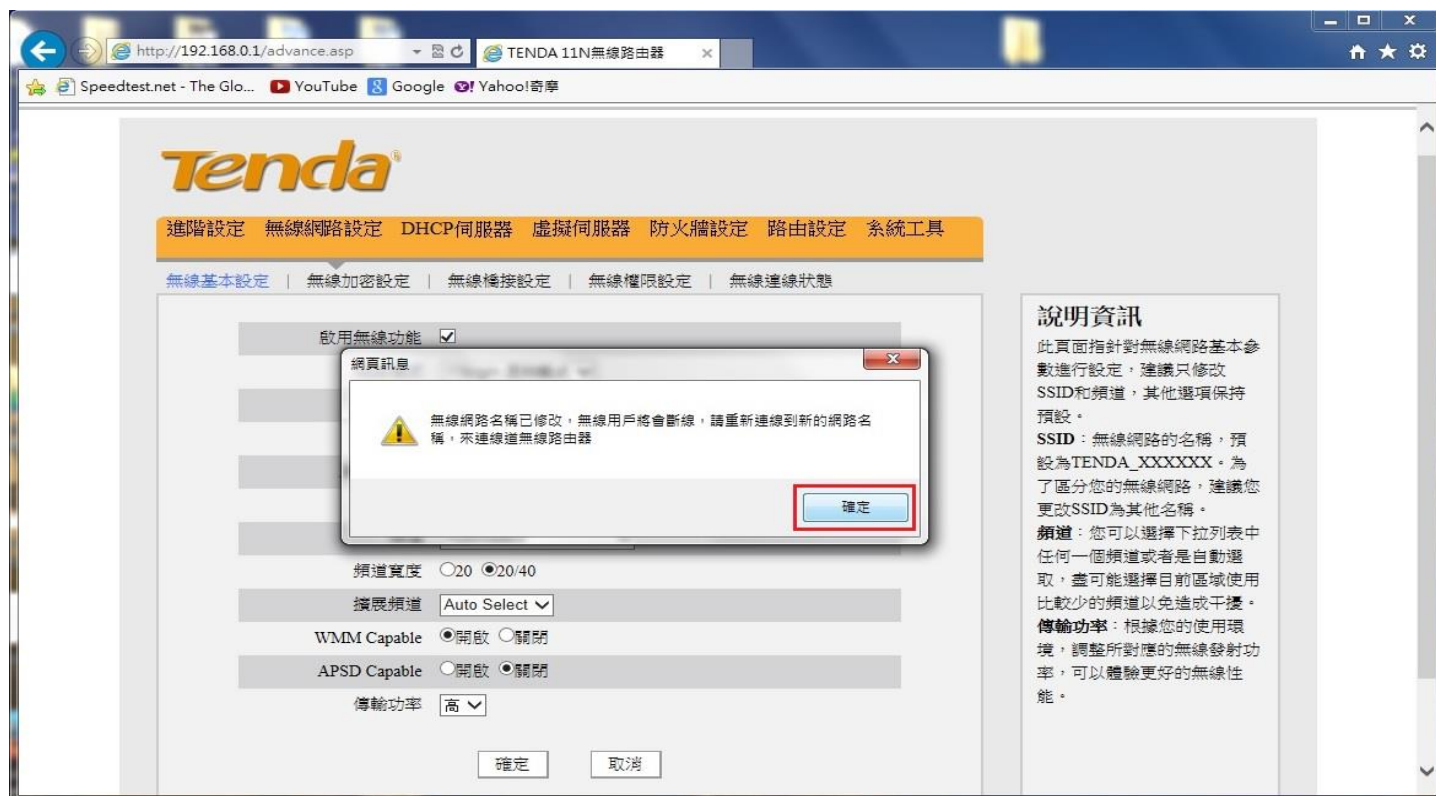 http://192.168.0.1/advance.asp
TENDA 11N無線路由器
Speedtest.net - The Glo... YouTube Google Yahoo!奇摩
Tenda
進階設定 無線網路設定 DHCP伺服器 虛擬伺服器 防火牆設定 路由設定 系統工具
無線基本設定 | 無線加密設定 | 無線橋接設定 | 無線權限設定 | 無線連線狀態
啟用無線功能
網頁訊息
無線網路名稱已修改,無線用戶將會斷線,請重新連線到新的網路名
稱,來連線道無線路由器
確定
頻道寬度 20 20/40
擴展頻道 Auto Select
WMM Capable 開啟 關閉
APSD Capable 開啟 關閉
傳輸功率 高
確定 取消
說明資訊
此頁面指針對無線網路基本參
數進行設定,建議只修改
SSID和頻道,其他選項保持
預設。
SSID:無線網路的名稱,預
設為TENDA_XXXXXX。為
了區分您的無線網路,建議您
更改SSID為其他名稱。
頻道:您可以選擇下拉列表中
任何一個頻道或者是自動選
取,盡可能選擇目前區域使用
比較少的頻道以免造成干擾。
傳輸功率:根據您的使用環
境,調整所對應的無線發射功
率,可以體驗更好的無線性
能。